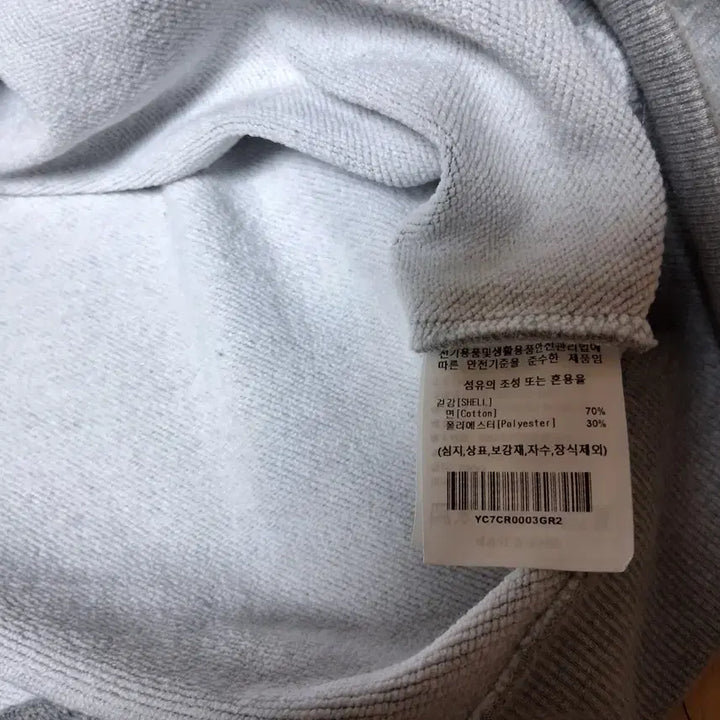 전기용품및생활용품안전관리법에
따른 안전기준을 준수한 제품임
섬유의 조성 또는 혼용율
겉감[SHELL]
면[Cotton] 70%
폴리에스터[Polyester] 30%
(심지,상표,보강재,자수,장식제외)
YC7CR0003GR2